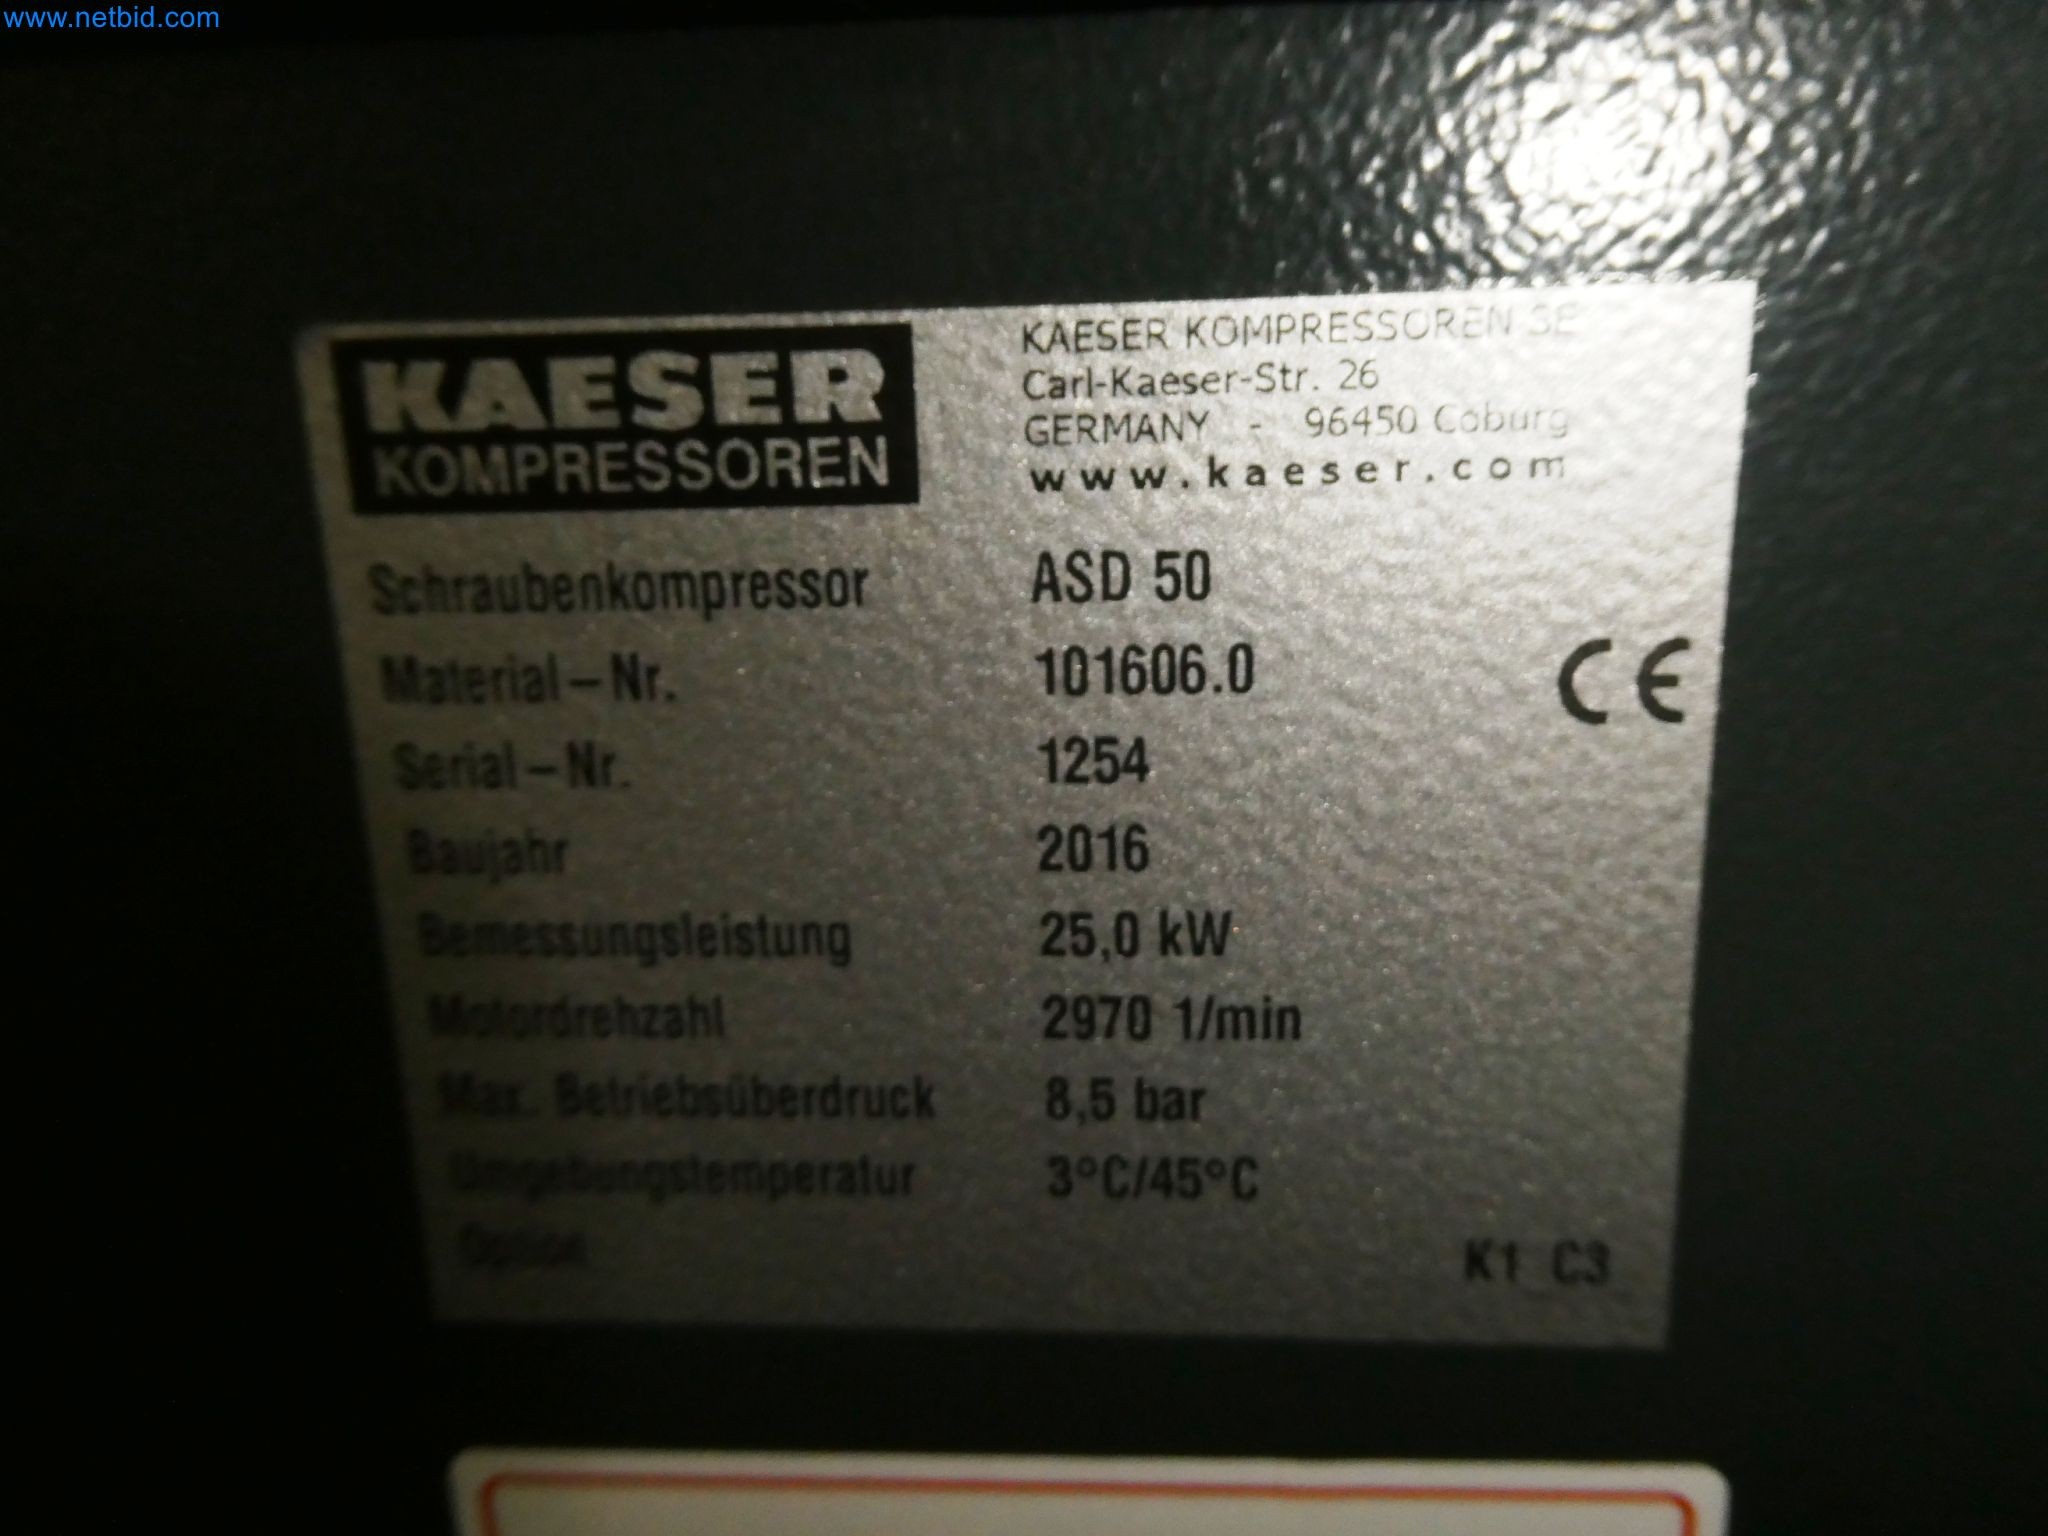 www.netbid.com
KAESER
KOMPRESSOREN
KAESER KOMPRESSOREN SE
Carl-Kaeser-Str. 26
GERMANY - 96450 Coburg
www.kaeser.com
Schraubenkompressor ASD 50
Material-Nr. 101606.0
CE
Serial-Nr. 1254
Baujahr 2016
Bemessungsleistung 25,0 kW
Motordrehzahl 2970 1/min
Max. Betriebsüberdruck 8,5 bar
Umgebungstemperatur 3°C/45°C
Option K1 C3